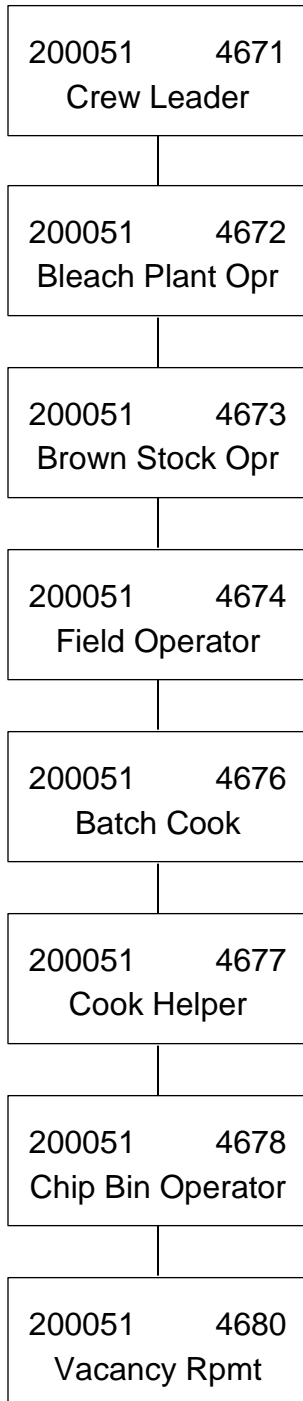 200051 4671
Crew Leader
200051 4672
Bleach Plant Opr
200051 4673
Brown Stock Opr
200051 4674
Field Operator
200051 4676
Batch Cook
200051 4677
Cook Helper
200051 4678
Chip Bin Operator
200051 4680
Vacancy Rpmt